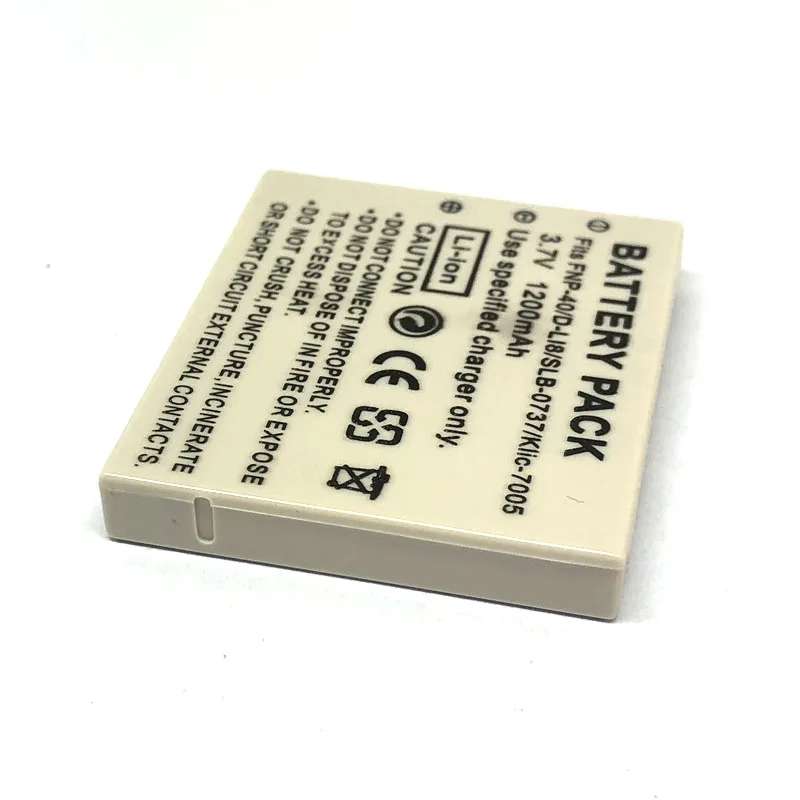 BATTERY PACK
Fits FNP-40/D-LI8/SLB-0737/Klic-7005
3.7V 1200mAh
Use specified charger only.
Li-ion
CAUTION
•DO NOT CONNECT IMPROPERLY.
•DO NOT DISPOSE OF IN FIRE OR EXPOSE
TO EXCESS HEAT.
•DO NOT CRUSH, PUNCTURE ,INCINERATE
OR SHORT CIRCUIT EXTERNAL CONTACTS.